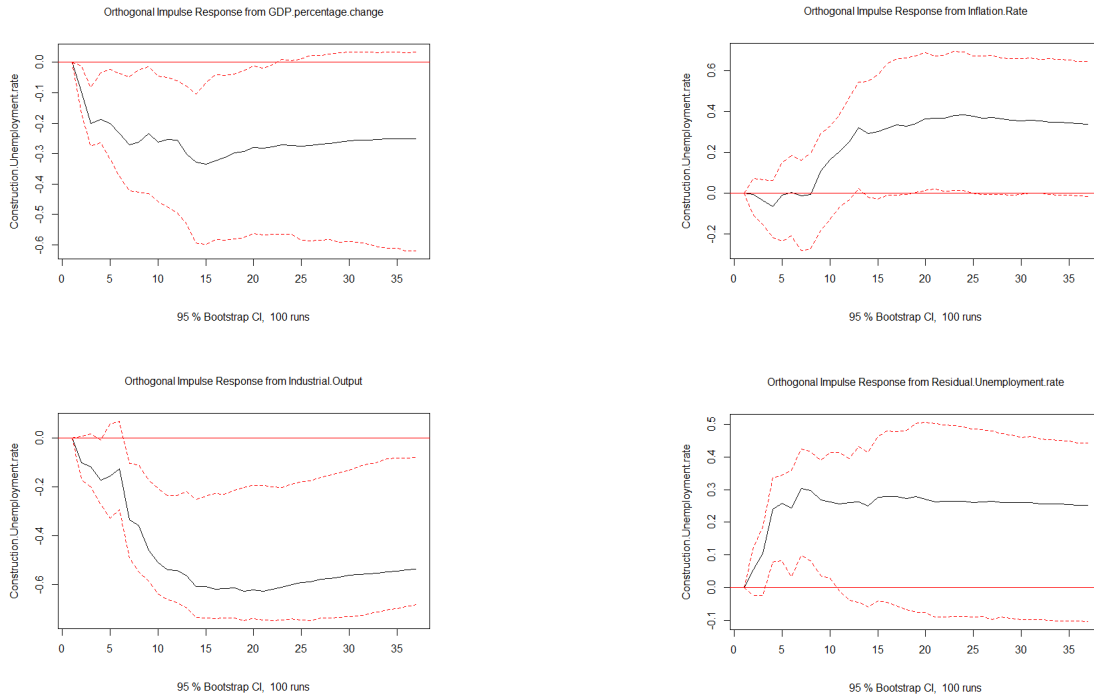 Orthogonal Impulse Response from GDP.percentage.change
Construction.Unemployment.rate
0.0
-0.1
-0.2
-0.3
-0.4
-0.5
-0.6
0 5 10 15 20 25 30 35
95 % Bootstrap CI, 100 runs
Orthogonal Impulse Response from Inflation.Rate
Construction.Unemployment.rate
0.6
0.4
0.2
0.0
-0.2
0 5 10 15 20 25 30 35
95 % Bootstrap CI, 100 runs
Orthogonal Impulse Response from Industrial.Output
Construction.Unemployment.rate
0.0
-0.2
-0.4
-0.6
0 5 10 15 20 25 30 35
95 % Bootstrap CI, 100 runs
Orthogonal Impulse Response from Residual.Unemployment.rate
Construction.Unemployment.rate
0.5
0.4
0.3
0.2
0.1
0.0
-0.1
0 5 10 15 20 25 30 35
95 % Bootstrap CI, 100 runs